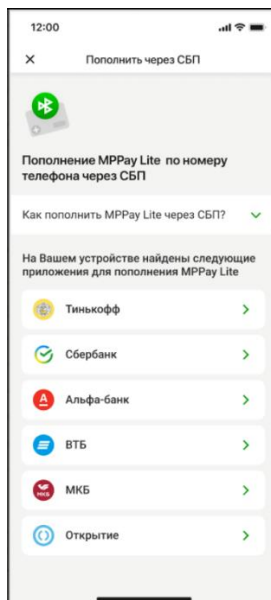 12:00
Пополнить через СБП
Пополнение MPPay Lite по номеру
телефона через СБП
Как пополнить MPPay Lite через СБП?
На Вашем устройстве найдены следующие
приложения для пополнения MPPay Lite
Тинькофф
Сбербанк
А
Альфа-банк
ВТБ
МКБ
МКБ
Открытие